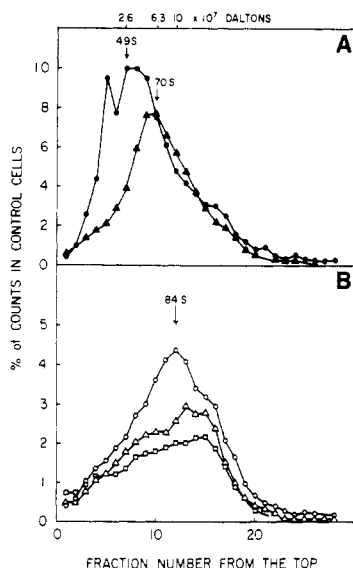 2.6 6.3 10 × 10⁷ DALTONS
A
49S
70S
10
8
6
4
2
0
% of COUNTS IN CONTROL CELLS
B
84S
5
4
3
2
1
0
0 10 20
FRACTION NUMBER FROM THE TOP